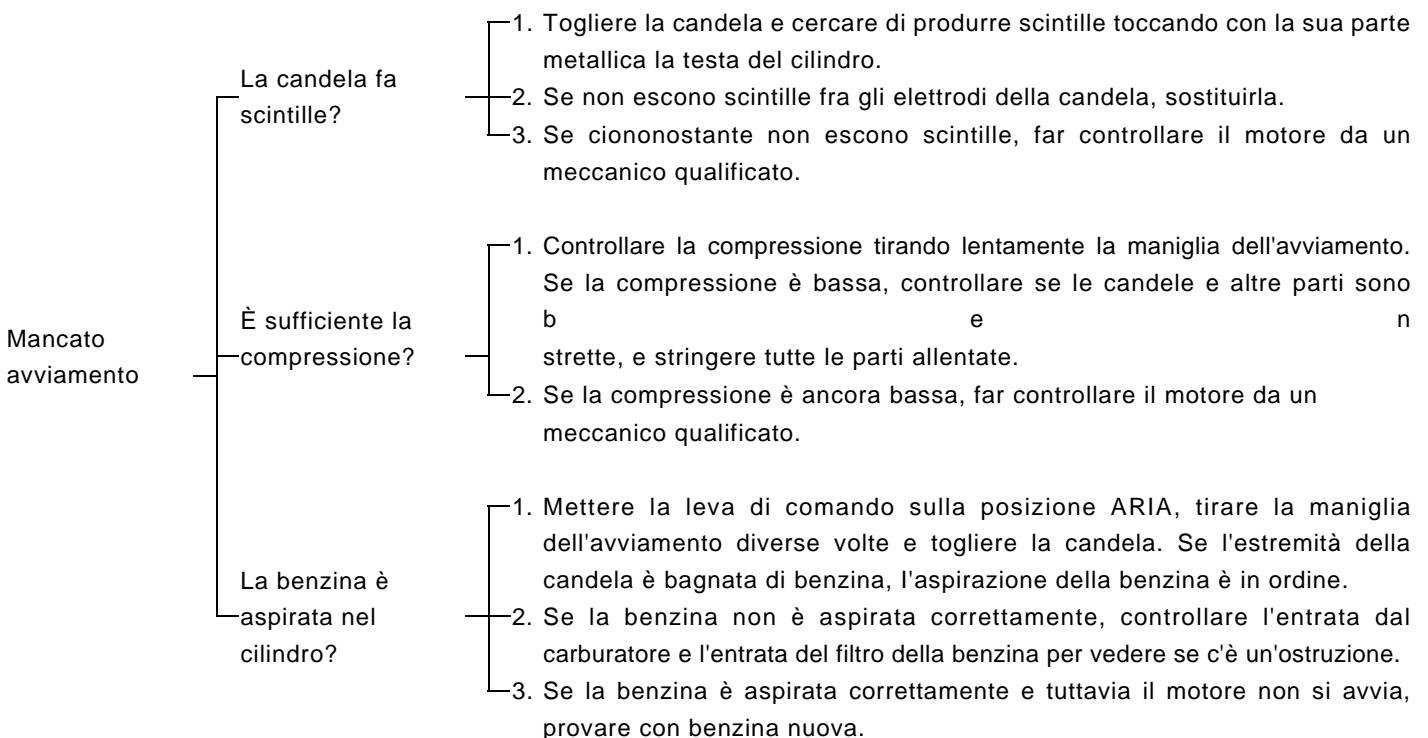 Mancato
avviamento
La candela fa
scintille?
1. Togliere la candela e cercare di produrre scintille toccando con la sua parte
metallica la testa del cilindro.
2. Se non escono scintille fra gli elettrodi della candela, sostituirla.
3. Se ciononostante non escono scintille, far controllare il motore da un
meccanico qualificato.
È sufficiente la
compressione?
1. Controllare la compressione tirando lentamente la maniglia dell'avviamento.
Se la compressione è bassa, controllare se le candele e altre parti sono
b e n
strette, e stringere tutte le parti allentate.
2. Se la compressione è ancora bassa, far controllare il motore da un
meccanico qualificato.
La benzina è
aspirata nel
cilindro?
1. Mettere la leva di comando sulla posizione ARIA, tirare la maniglia
dell'avviamento diverse volte e togliere la candela. Se l'estremità della
candela è bagnata di benzina, l'aspirazione della benzina è in ordine.
2. Se la benzina non è aspirata correttamente, controllare l'entrata dal
carburatore e l'entrata del filtro della benzina per vedere se c'è un'ostruzione.
3. Se la benzina è aspirata correttamente e tuttavia il motore non si avvia,
provare con benzina nuova.